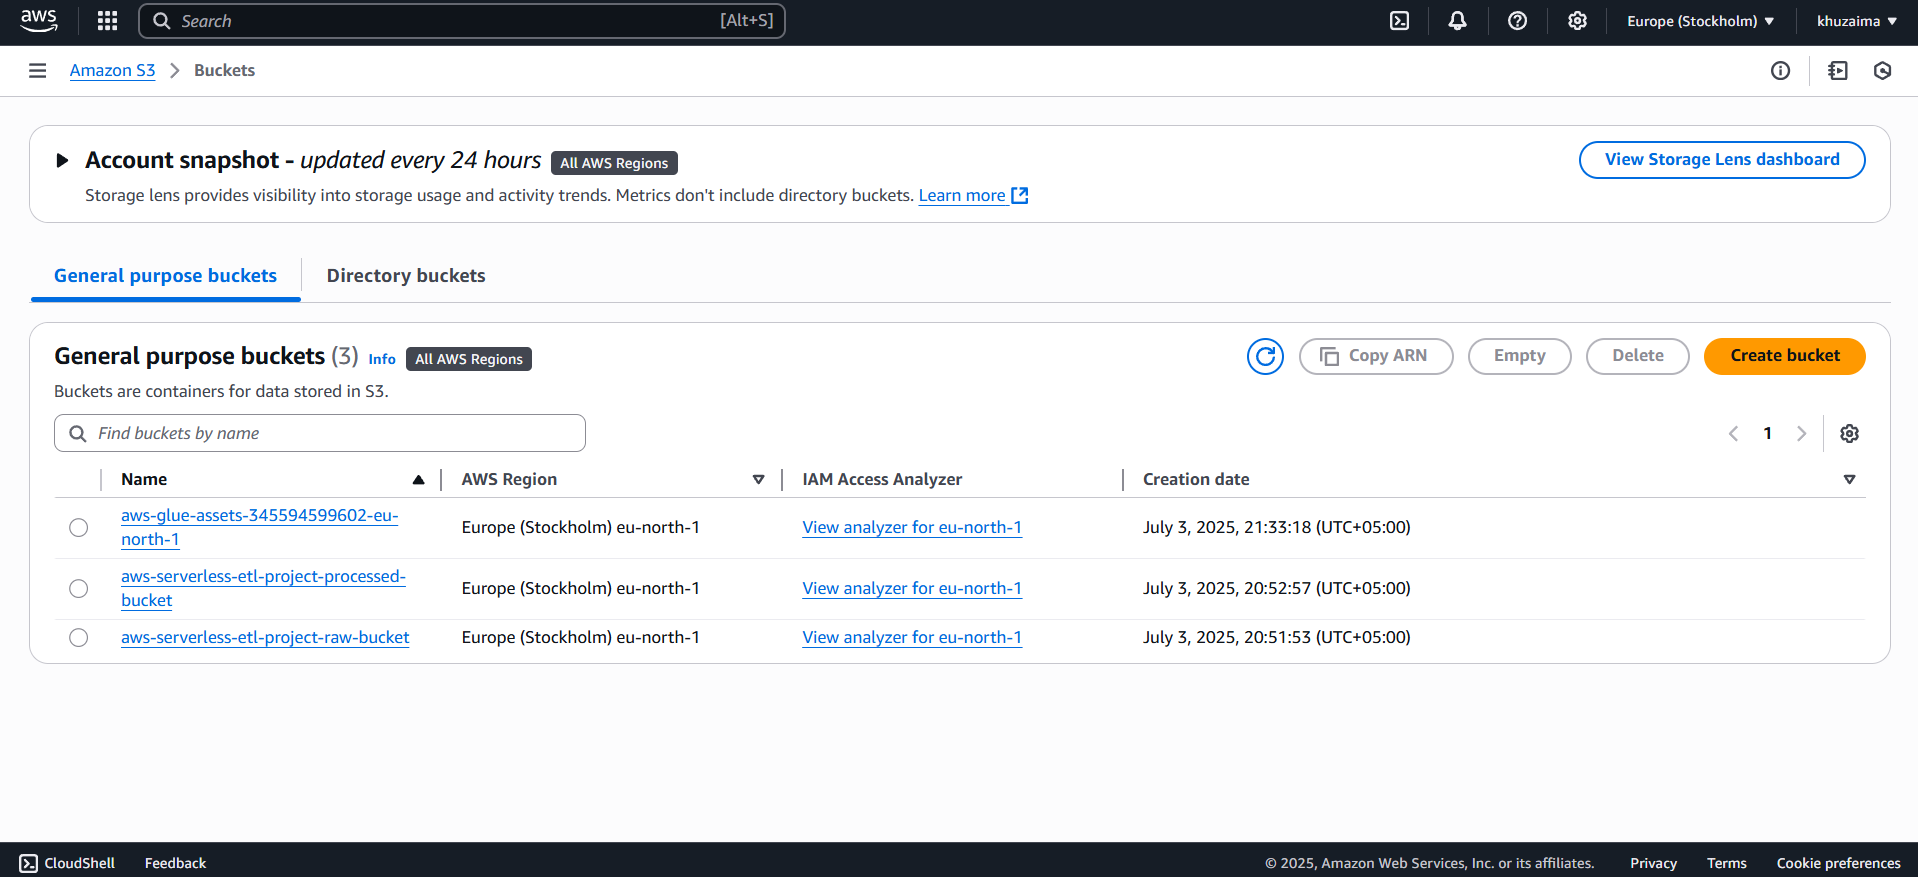 aws
Search [Alt+S]
Europe (Stockholm) khuzaima
Amazon S3 Buckets
Account snapshot - updated every 24 hours All AWS Regions
View Storage Lens dashboard
Storage lens provides visibility into storage usage and activity trends. Metrics don't include directory buckets. Learn more
General purpose buckets Directory buckets
General purpose buckets (3) Info All AWS Regions
Copy ARN Empty Delete Create bucket
Buckets are containers for data stored in S3.
Find buckets by name
1
Name AWS Region IAM Access Analyzer Creation date
aws-glue-assets-345594599602-eu-
north-1
Europe (Stockholm) eu-north-1 View analyzer for eu-north-1 July 3, 2025, 21:33:18 (UTC+05:00)
aws-serverless-etl-project-processed-
bucket
Europe (Stockholm) eu-north-1 View analyzer for eu-north-1 July 3, 2025, 20:52:57 (UTC+05:00)
aws-serverless-etl-project-raw-bucket Europe (Stockholm) eu-north-1 View analyzer for eu-north-1 July 3, 2025, 20:51:53 (UTC+05:00)
CloudShell Feedback © 2025, Amazon Web Services, Inc. or its affiliates. Privacy Terms Cookie preferences